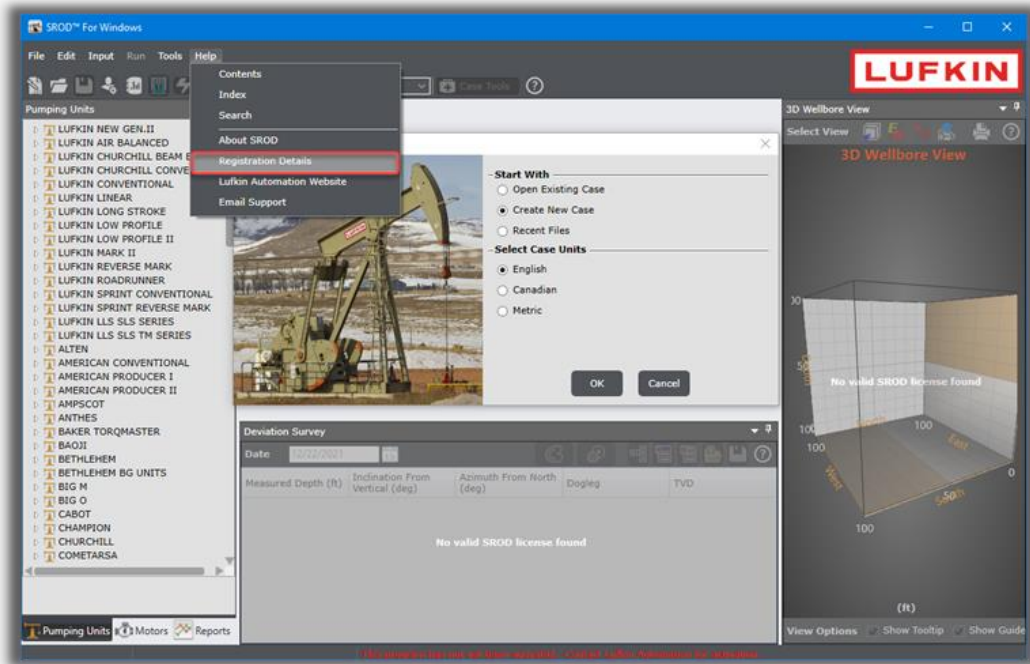 SROD™ For Windows
File Edit Input Run Tools Help
LUFKIN
Case Tools
Contents
Index
Search
About SROD
Registration Details
Lufkin Automation Website
Email Support
Pumping Units
LUFKIN NEW GEN.II
LUFKIN AIR BALANCED
LUFKIN CHURCHILL BEAM
LUFKIN CHURCHILL CONVE
LUFKIN CONVENTIONAL
LUFKIN LINEAR
LUFKIN LONG STROKE
LUFKIN LOW PROFILE
LUFKIN LOW PROFILE II
LUFKIN MARK II
LUFKIN REVERSE MARK
LUFKIN ROADRUNNER
LUFKIN SPRINT CONVENTIONAL
LUFKIN SPRINT REVERSE MARK
LUFKIN LLS SLS SERIES
LUFKIN LLS SLS TM SERIES
ALTEN
AMERICAN CONVENTIONAL
AMERICAN PRODUCER I
AMERICAN PRODUCER II
AMPSCOT
ANTHES
BAKER TORQMASTER
BAOJI
BETHLEHEM
BETHLEHEM BG UNITS
BIG M
BIG O
CABOT
CHAMPION
CHURCHILL
COMETARSA
Pumping Units Motors Reports
Start With
Open Existing Case
Create New Case
Recent Files
Select Case Units
English
Canadian
Metric
OK Cancel
Deviation Survey
Date 12/22/2021
Measured Depth (ft) Inclination From Vertical (deg) Azimuth From North (deg) Dogleg TVD
No valid SROD license found
3D Wellbore View
Select View
3D Wellbore View
No valid SROD license found
100
100
100
East
West
South
50
0
100
(ft)
View Options Show Tooltip Show Guide